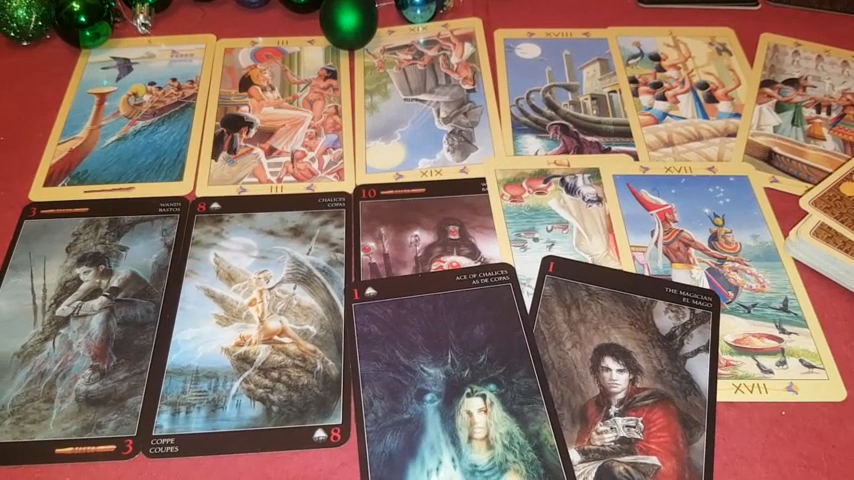 III
XIX
XVIII
III
XIX
XVII
3
WANDS
BASTOS
8
CHALICES
COPAS
10
1
ACE OF CHALICES
AS DE COPAS
1
THE MAGICIAN
EL MAGO
XVII
3
COPPE
COUPES
8